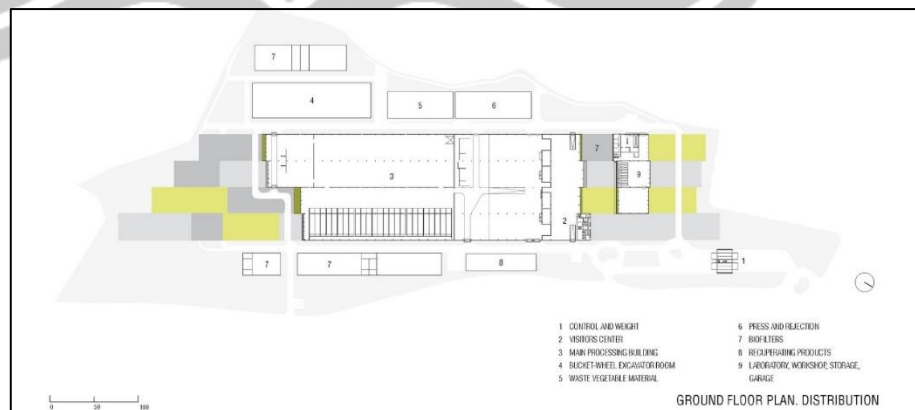 7
4
5
6
7
3
9
2
7
7
8
1
1 CONTROL AND WEIGHT
2 VISITORS CENTER
3 MAIN PROCESSING BUILDING
4 BUCKET-WHEEL EXCAVATOR ROOM
5 WASTE VEGETABLE MATERIAL
6 PRESS AND REJECTION
7 BIOFILTERS
8 RECUPERATING PRODUCTS
9 LABORATORY, WORKSHOP, STORAGE,
GARAGE
0 50 100
GROUND FLOOR PLAN. DISTRIBUTION